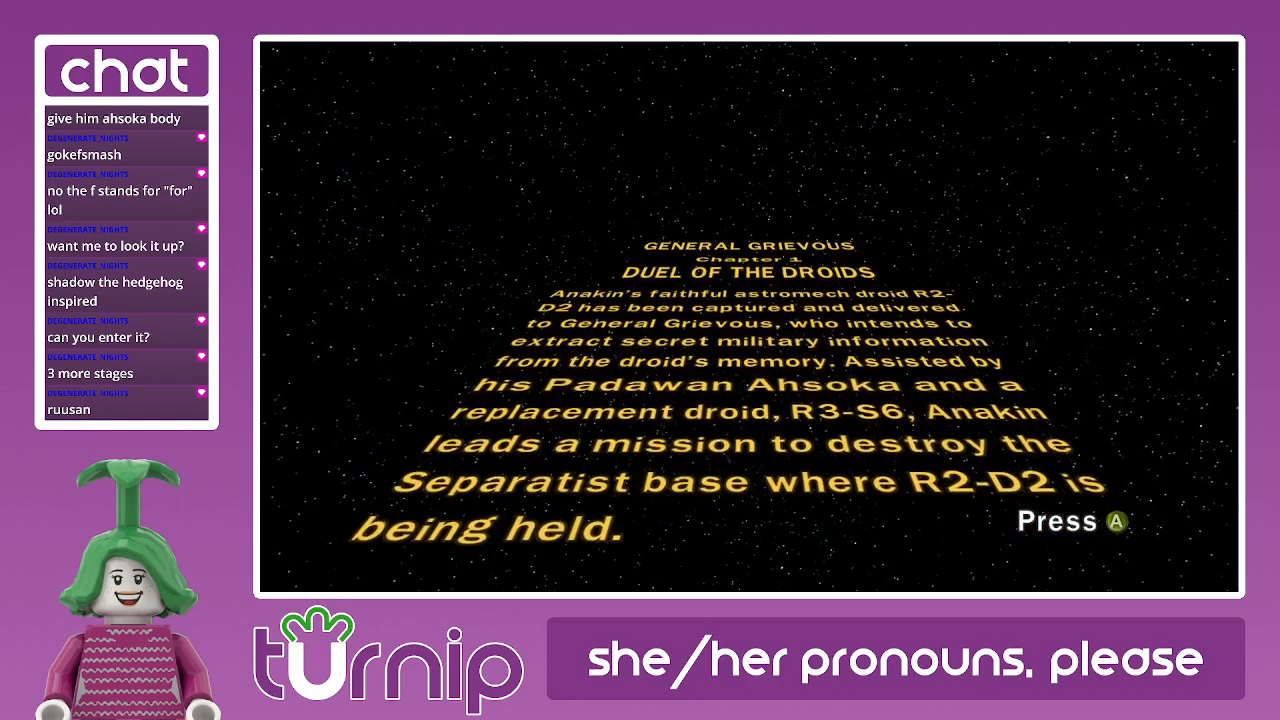 chat
give him ahsoka body
DEGENERATE_NIGHTS
gokefsmash
DEGENERATE_NIGHTS
no the f stands for "for"
lol
DEGENERATE_NIGHTS
want me to look it up?
DEGENERATE_NIGHTS
shadow the hedgehog
inspired
DEGENERATE_NIGHTS
can you enter it?
DEGENERATE_NIGHTS
3 more stages
DEGENERATE_NIGHTS
ruusan
GENERAL GRIEVOUS
Chapter 1
DUEL OF THE DROIDS
Anakin's faithful astromech droid R2-
D2 has been captured and delivered
to General Grievous, who intends to
extract secret military information
from the droid's memory. Assisted by
his Padawan Ahsoka and a
replacement droid, R3-S6, Anakin
leads a mission to destroy the
Separatist base where R2-D2 is
being held.
Press A
turnip
she/her pronouns, please